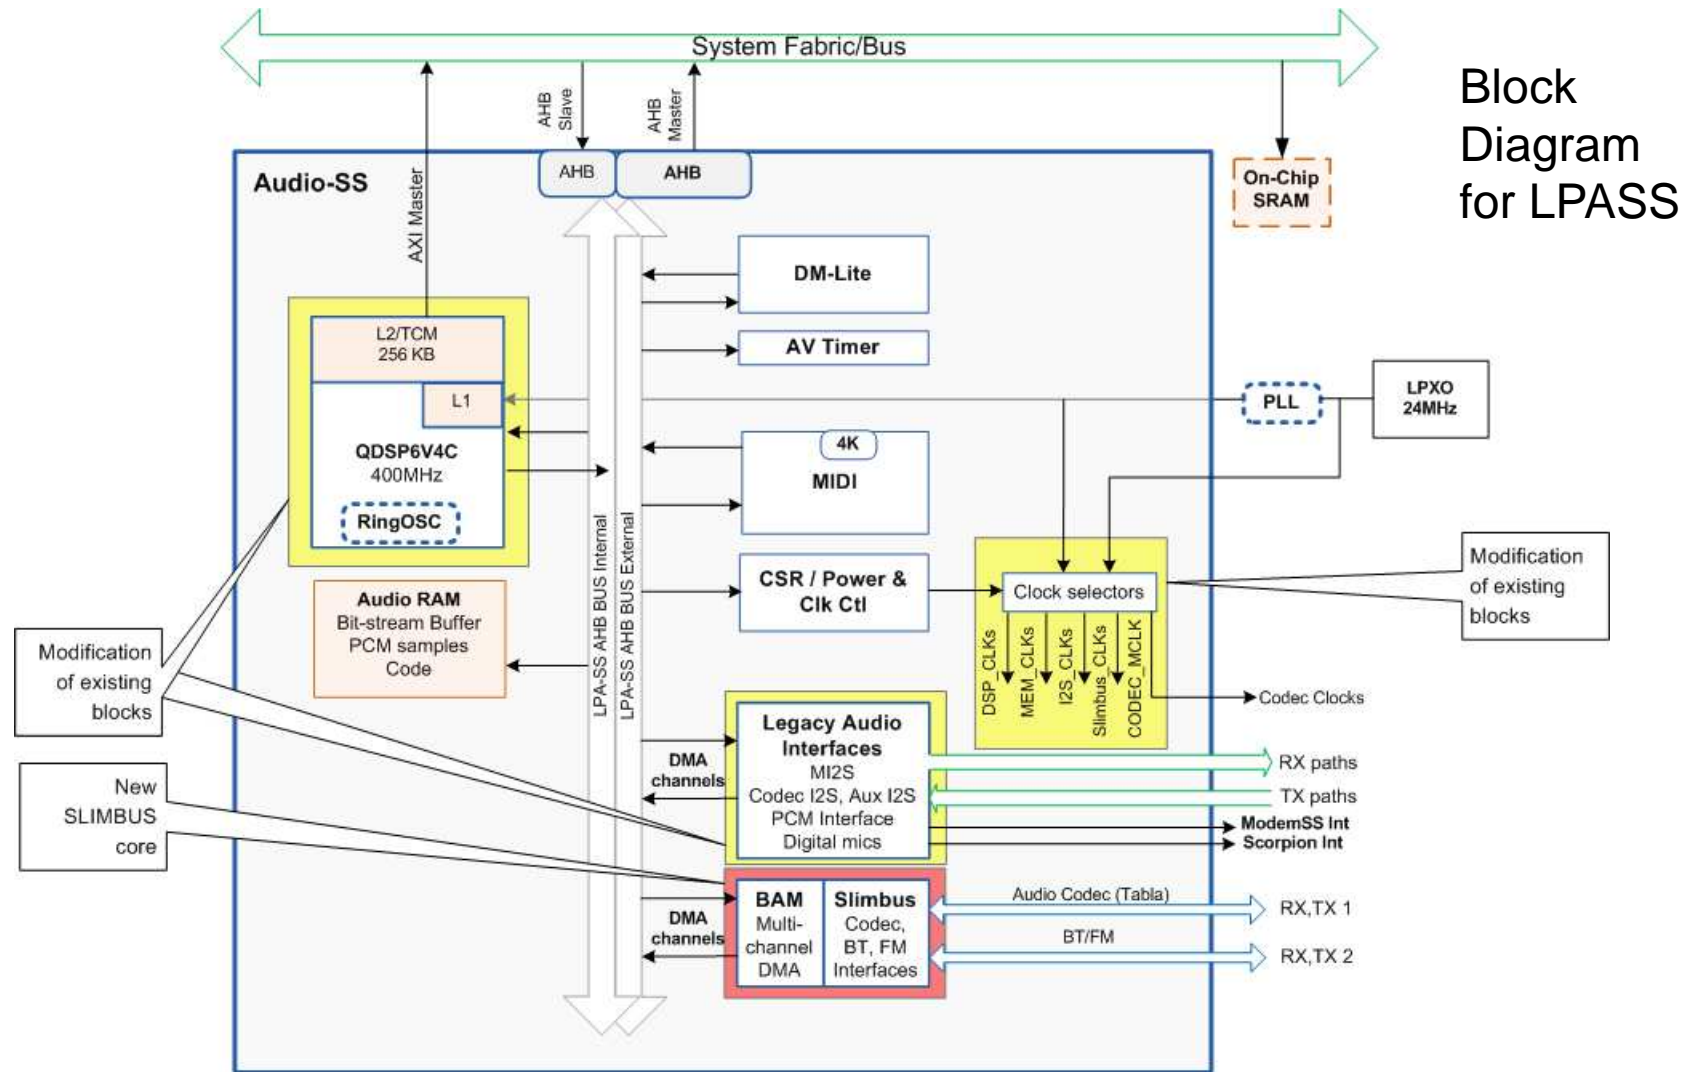 System Fabric/Bus
Block
Diagram
for LPASS
AHB
Slave
AHB
Master
AXI Master
Audio-SS
AHB
AHB
On-Chip
SRAM
DM-Lite
L2/TCM
256 KB
AV Timer
L1
PLL
LPXO
24MHz
QDSP6V4C
400MHz
RingOSC
4K
MIDI
LPA-SS AHB BUS Internal
LPA-SS AHB BUS External
Modification
of existing
blocks
CSR / Power &
Clk Ctl
Clock selectors
Audio RAM
Bit-stream Buffer
PCM samples
Code
DSP_CLKs
MEM_CLKs
I2S_CLKs
Slimbus_CLKs
CODEC_MCLK
Codec Clocks
Modification
of existing
blocks
Legacy Audio
Interfaces
MI2S
Codec I2S, Aux I2S
PCM Interface
Digital mics
DMA
channels
RX paths
TX paths
ModemSS Int
Scorpion Int
New
SLIMBUS
core
BAM
Multi-
channel
DMA
Slimbus
Codec,
BT, FM
Interfaces
DMA
channels
Audio Codec (Tabla)
RX,TX 1
BT/FM
RX,TX 2